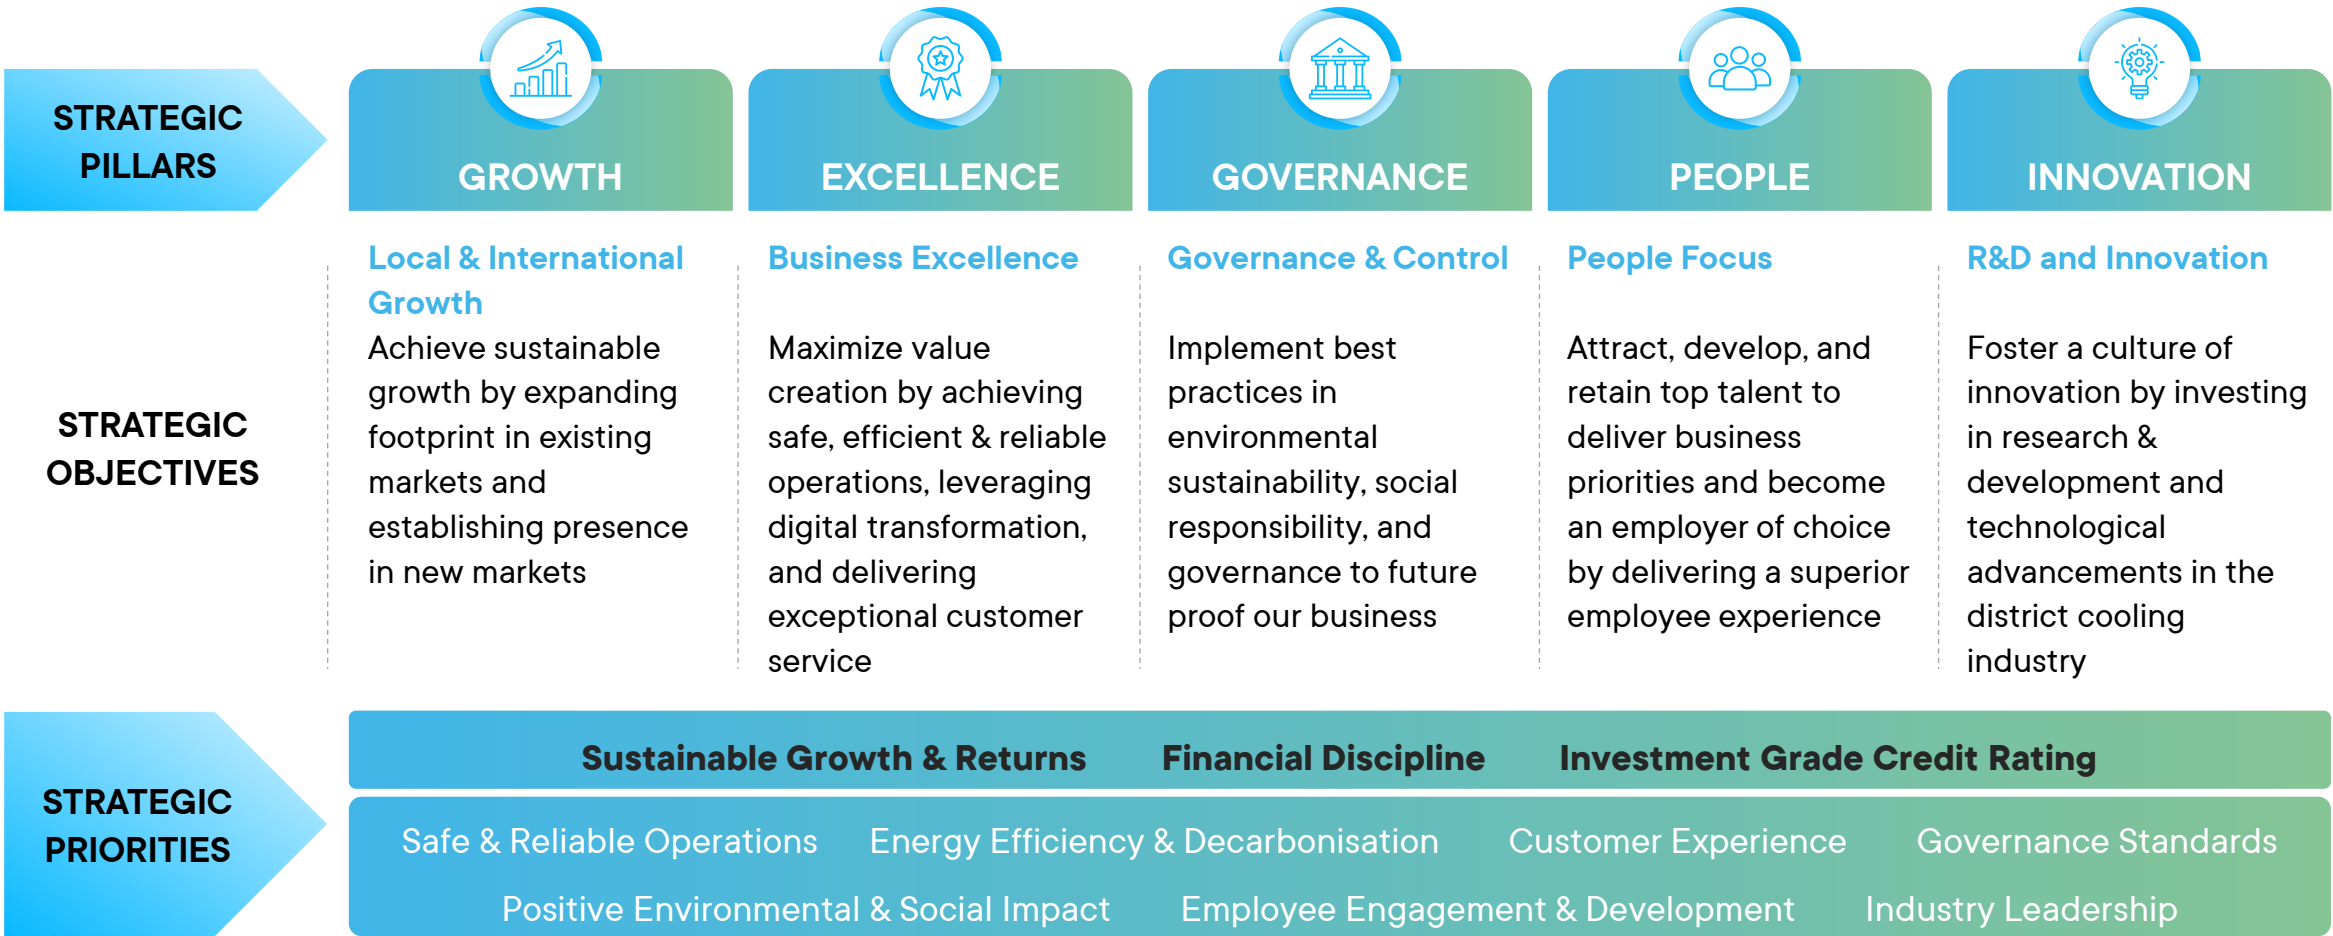 STRATEGIC
PILLARS
GROWTH
EXCELLENCE
GOVERNANCE
PEOPLE
INNOVATION
STRATEGIC
OBJECTIVES
Local & International
Growth
Achieve sustainable
growth by expanding
footprint in existing
markets and
establishing presence
in new markets
Business Excellence
Maximize value
creation by achieving
safe, efficient & reliable
operations, leveraging
digital transformation,
and delivering
exceptional customer
service
Governance & Control
Implement best
practices in
environmental
sustainability, social
responsibility, and
governance to future
proof our business
People Focus
Attract, develop, and
retain top talent to
deliver business
priorities and become
an employer of choice
by delivering a superior
employee experience
R&D and Innovation
Foster a culture of
innovation by investing
in research &
development and
technological
advancements in the
district cooling
industry
STRATEGIC
PRIORITIES
Sustainable Growth & Returns Financial Discipline Investment Grade Credit Rating
Safe & Reliable Operations Energy Efficiency & Decarbonisation Customer Experience Governance Standards
Positive Environmental & Social Impact Employee Engagement & Development Industry Leadership